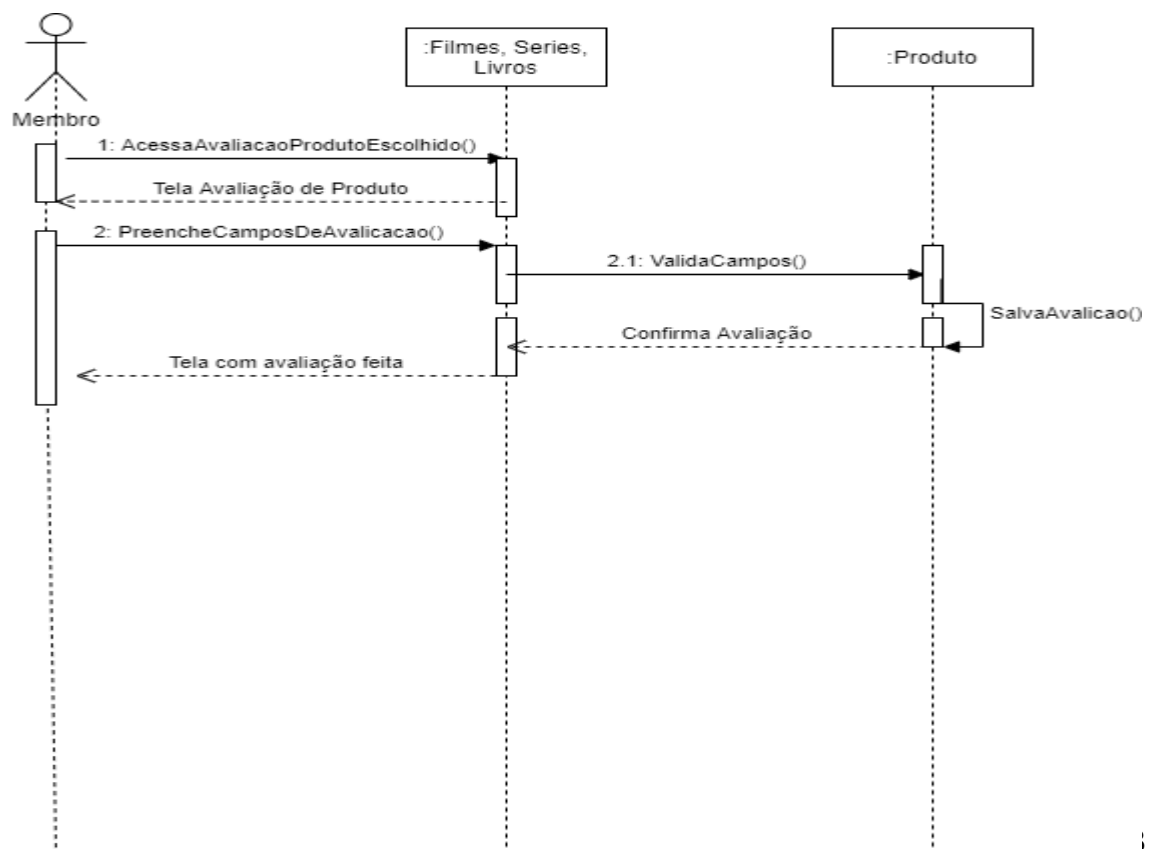 :Filmes, Series,
Livros
:Produto
Membro
1: AcessaAvaliacaoProdutoEscolhido()
Tela Avaliação de Produto
2: PreencheCamposDeAvalicacao()
2.1: ValidaCampos()
SalvaAvalicao()
Confirma Avaliação
Tela com avaliação feita